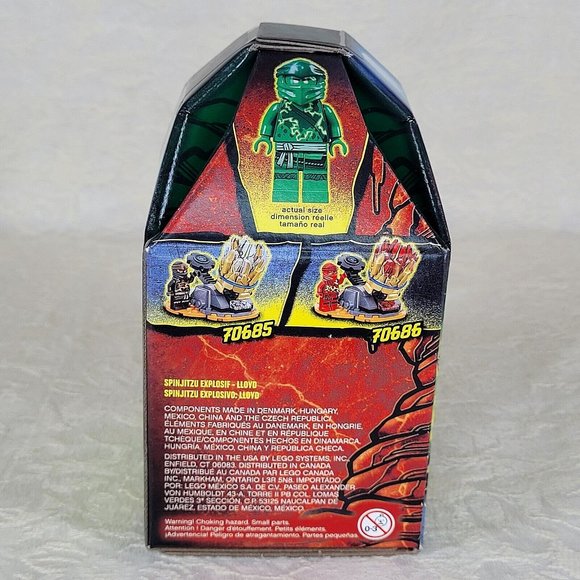 actual size
dimension réelle
tamaño real
70685
70686
SPINJITZU EXPLOSIF - LLOYD
SPINJITZU EXPLOSIVO: LLOYD
COMPONENTS MADE IN DENMARK, HUNGARY,
MEXICO, CHINA AND THE CZECH REPUBLIC/
ÉLÉMENTS FABRIQUÉS AU DANEMARK, EN HONGRIE,
AU MEXIQUE, EN CHINE ET EN RÉPUBLIQUE
TCHÈQUE/COMPONENTES HECHOS EN DINAMARCA,
HUNGRÍA, MÉXICO, CHINA Y REPÚBLICA CHECA.
DISTRIBUTED IN THE USA BY LEGO SYSTEMS, INC.,
ENFIELD, CT 06083. DISTRIBUTED IN CANADA
BY/DISTRIBUÉ AU CANADA PAR LEGO CANADA
INC., MARKHAM, ONTARIO L3R 5N8. IMPORTADO
POR: LEGO MÉXICO S.A. DE C.V., PASEO ALEXANDER
VON HUMBOLDT 43-A, TORRE II PB COL. LOMAS
VERDES 3ª SECCIÓN, C.P. 53125 NAUCALPAN DE
JUÁREZ, ESTADO DE MÉXICO, MÉXICO.
Warning! Choking hazard. Small parts.
Attention ! Danger d'étouffement. Petits éléments.
¡Advertencia! Peligro de atragantamiento. Partes pequeñas.
0-3